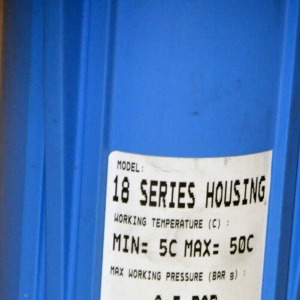 MODEL:
18 SERIES HOUSING
WORKING TEMPERATURE (C) :
MIN= 5C MAX= 50C
MAX WORKING PRESSURE (BAR g) :